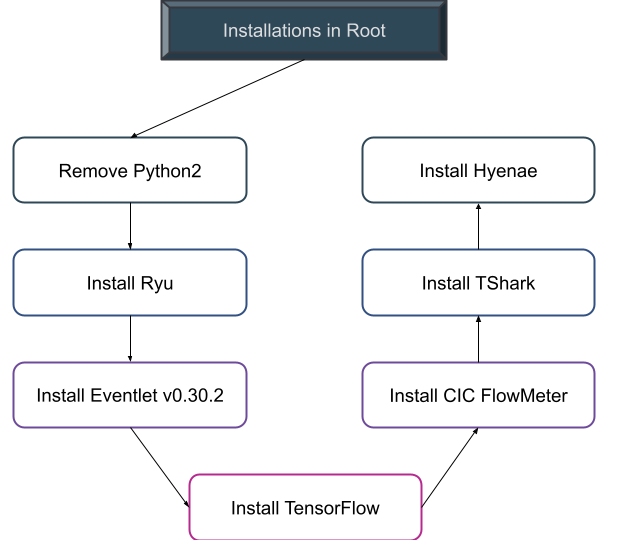 Installations in Root
Remove Python2
Install Ryu
Install Eventlet v0.30.2
Install TensorFlow
Install CIC FlowMeter
Install TShark
Install Hyenae